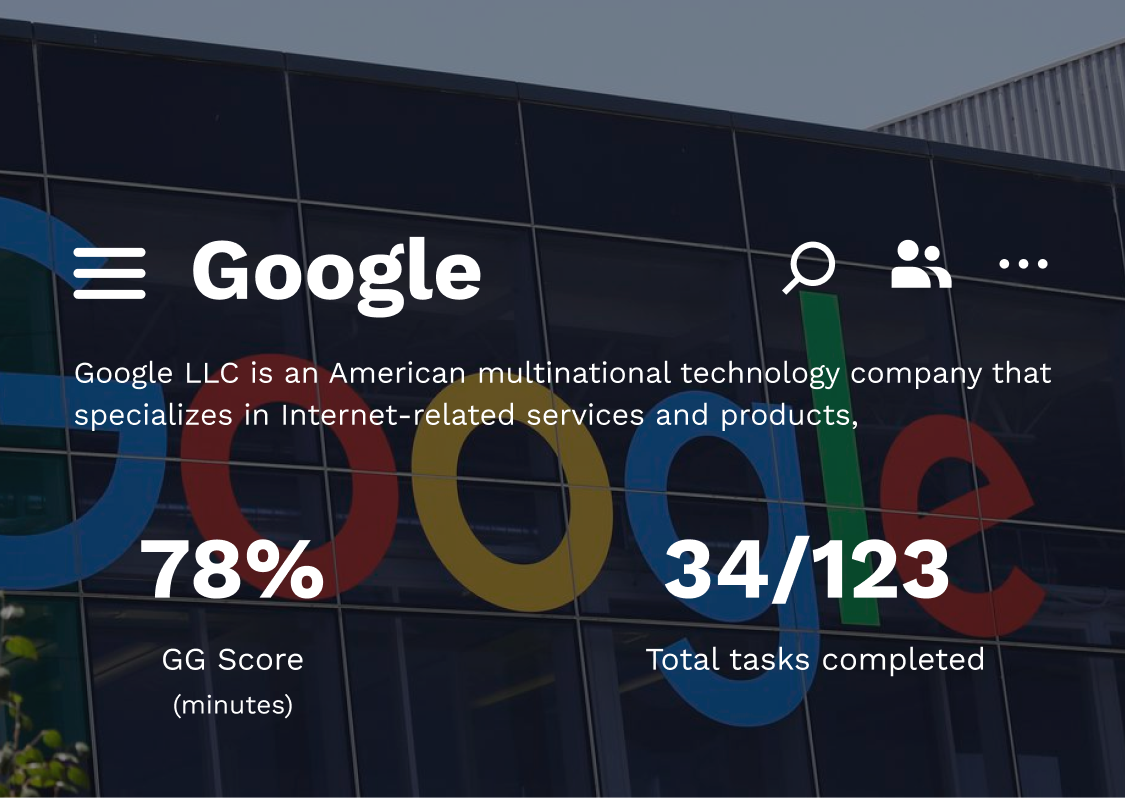 Google
Google LLC is an American multinational technology company that
specializes in Internet-related services and products,
Google
78%
34/123
GG Score
Total tasks completed
(minutes)